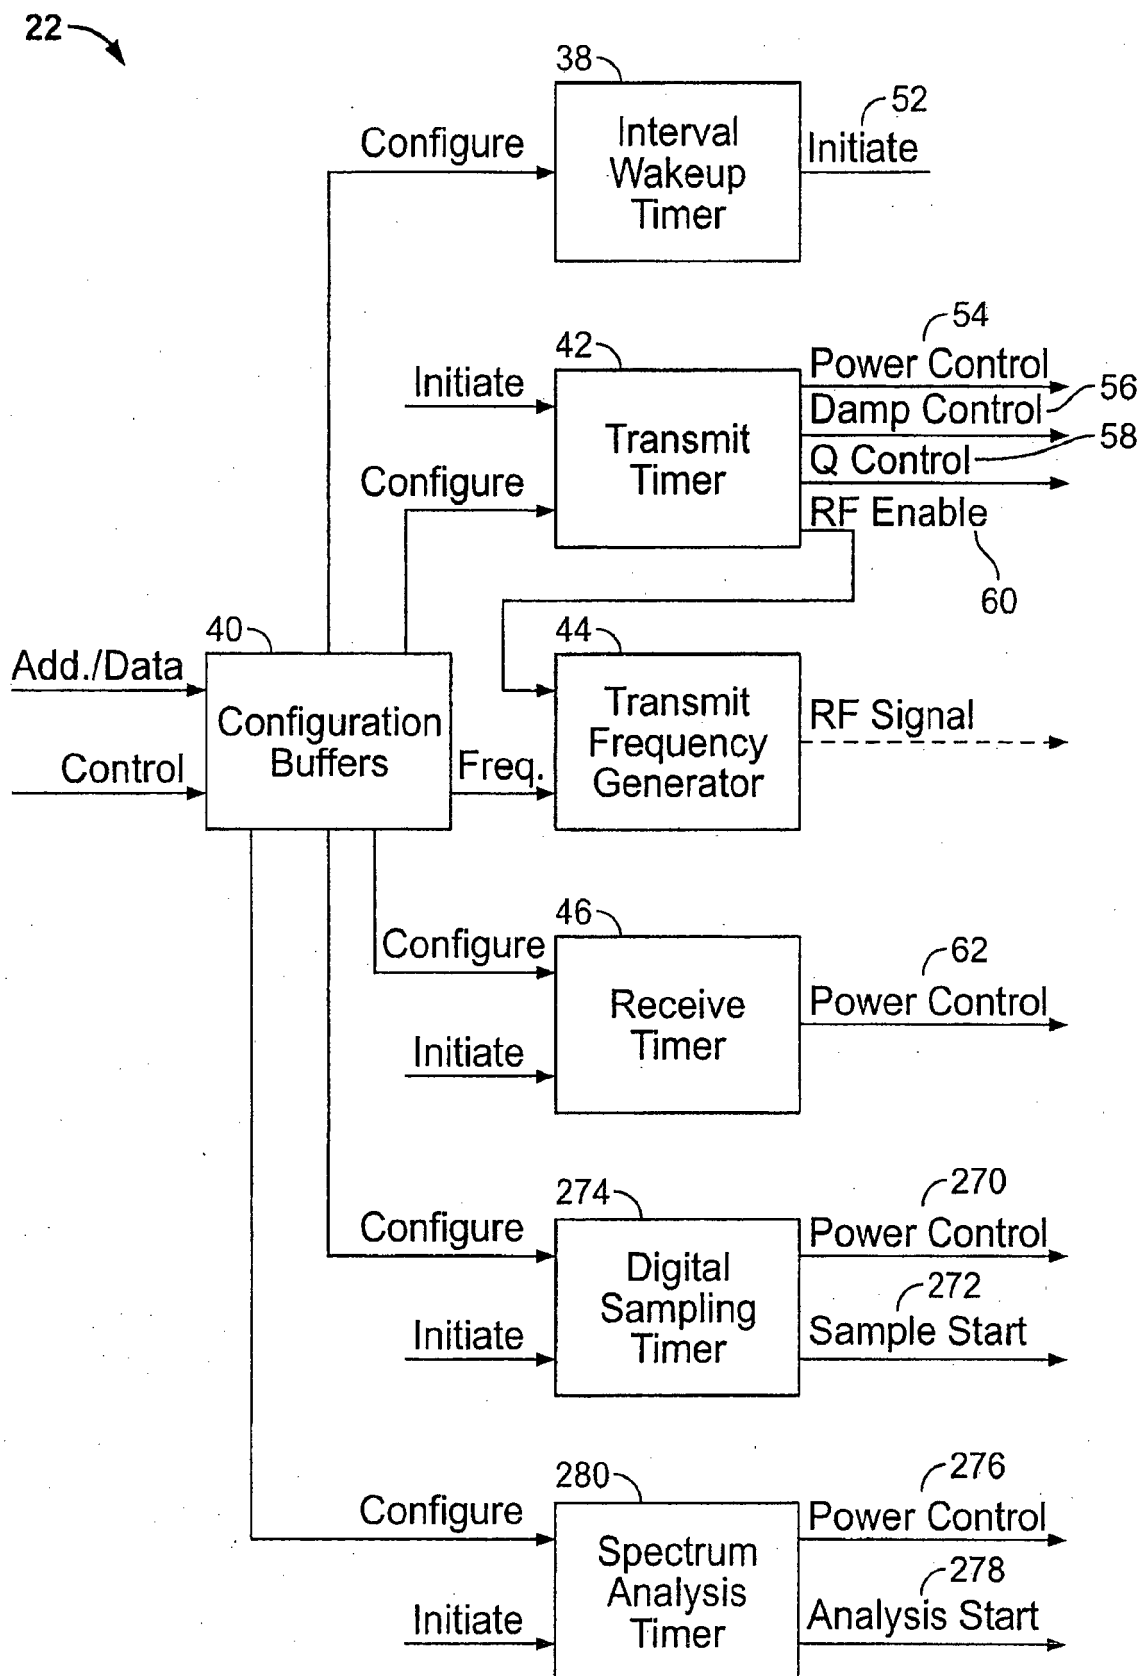 22
38
52
Configure
Interval
Wakeup
Timer
Initiate
54
42
Power Control
Initiate
56
Damp Control
Transmit
Timer
58
Q Control
Configure
RF Enable
60
40
44
Add./Data
Transmit
Frequency
Generator
RF Signal
Configuration
Buffers
Control
Freq.
46
62
Configure
Power Control
Receive
Timer
Initiate
274
270
Configure
Power Control
Digital
Sampling
Timer
272
Initiate
Sample Start
280
276
Configure
Power Control
Spectrum
Analysis
Timer
278
Initiate
Analysis Start